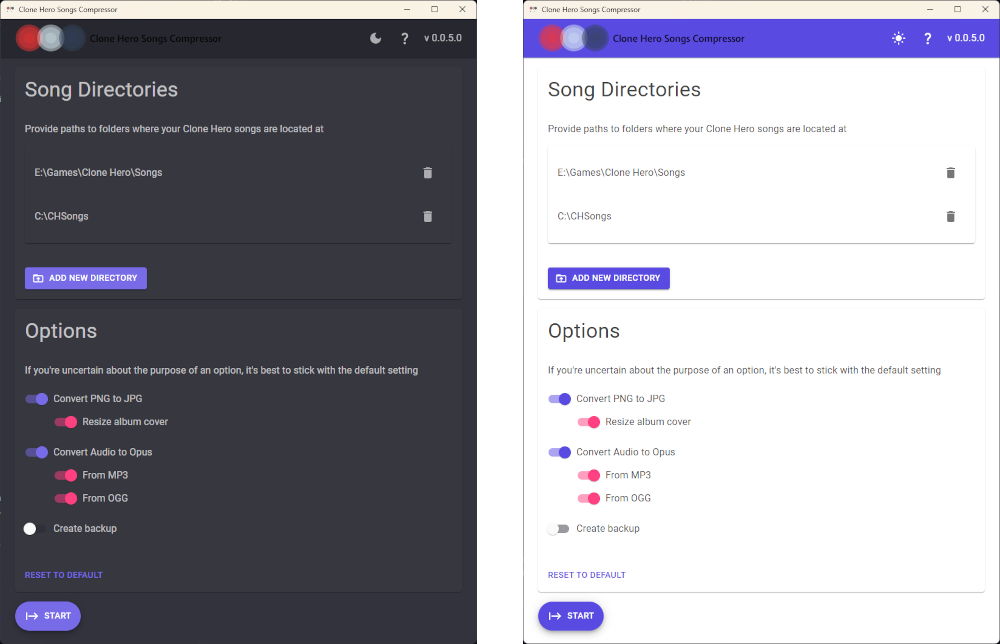 Clone Hero Songs Compressor
Clone Hero Songs Compressor
? v 0.0.5.0
Song Directories
Provide paths to folders where your Clone Hero songs are located at
E:\Games\Clone Hero\Songs
C:\CHSongs
ADD NEW DIRECTORY
Options
If you're uncertain about the purpose of an option, it's best to stick with the default setting
Convert PNG to JPG
Resize album cover
Convert Audio to Opus
From MP3
From OGG
Create backup
RESET TO DEFAULT
START
Clone Hero Songs Compressor
Clone Hero Songs Compressor
? v 0.0.5.0
Song Directories
Provide paths to folders where your Clone Hero songs are located at
E:\Games\Clone Hero\Songs
C:\CHSongs
ADD NEW DIRECTORY
Options
If you're uncertain about the purpose of an option, it's best to stick with the default setting
Convert PNG to JPG
Resize album cover
Convert Audio to Opus
From MP3
From OGG
Create backup
RESET TO DEFAULT
START